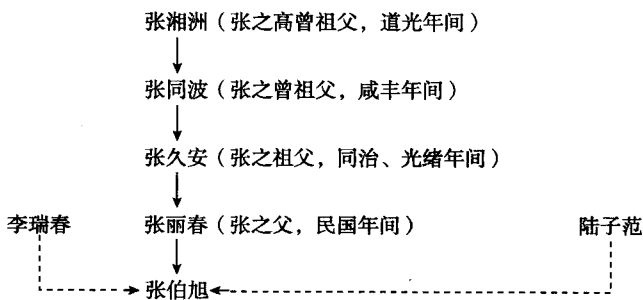 张湘洲（张之高曾祖父，道光年间）
张同波（张之曾祖父，咸丰年间）
张久安（张之祖父，同治、光绪年间）
李瑞春 张丽春（张之父，民国年间） 陆子范
张伯旭